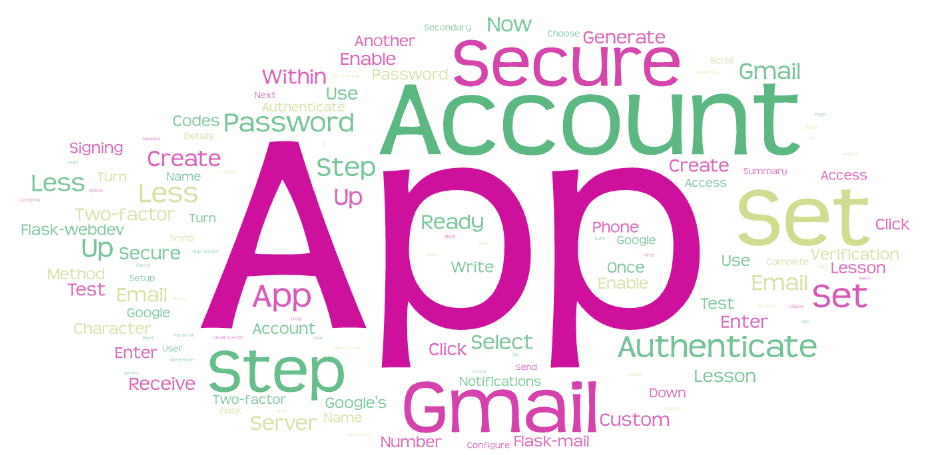 Secondary
Now
Choose
Generate
Another
Enable
Secure
Scroll
Within
Password
Gmail
Next
Use
Account
Authenticate
Codes
Password
Details
Signing
Create
Step
Create
Summary
Access
Less
Turn
Name
Less
Up
Access
App
Set
Two-factor
Turn
Ready
Phone
Click
Flask-webdev
Smtp
Google
Up
Secure
Use
Complete
Verification
Method
Setup
Write
Once
Lesson
Test
Email
App
Enable
Email
Set
Google
Test
Character
Account
Enter
Enter
User
Click
Select
Authenticate
Receive
Step
Send
Lesson
Notifications
Two-factor
Google's
Gmail
Down
Flask
Server
Name
Custom
Number
Configure
Flask-mail